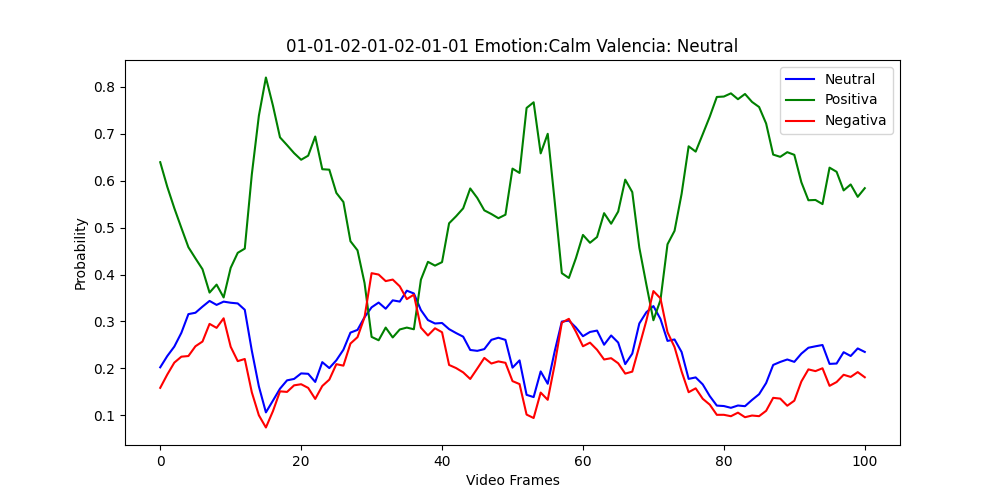 01-01-02-01-02-01-01 Emotion:Calm Valencia: Neutral
Neutral
Positiva
Negativa
0.8
0.7
0.6
0.5
0.4
0.3
0.2
0.1
Probability
0
20
40
60
80
100
Video Frames